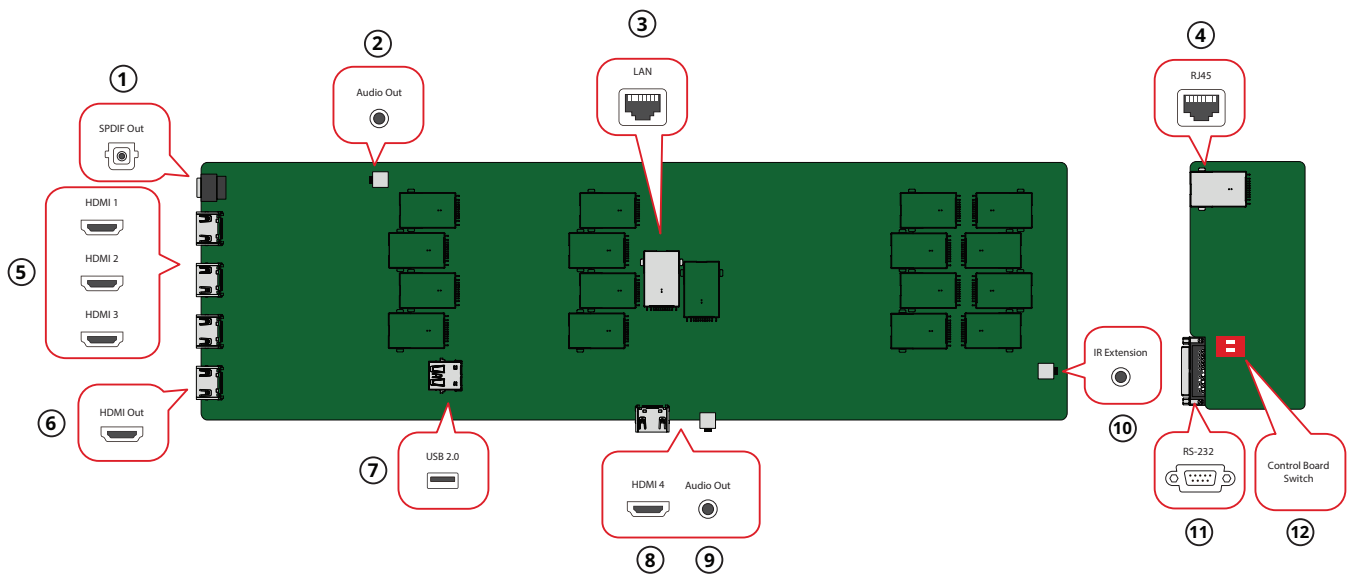 3
2
4
1
LAN
RJ45
Audio Out
SPDIF Out
HDMI 1
HDMI 2
5
HDMI 3
IR Extension
HDMI Out
6
10
USB 2.0
7
RS-232
Control Board
Switch
HDMI 4
Audio Out
11
12
8
9